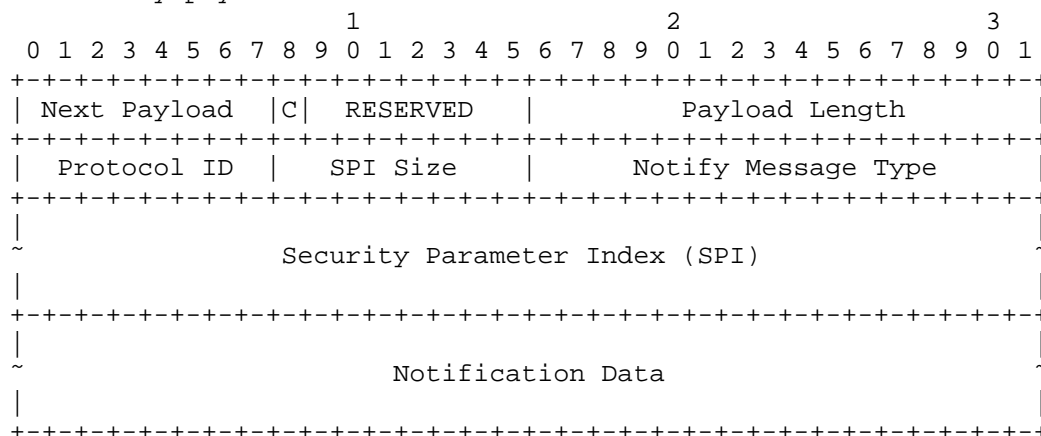 1                   2                   3
 0 1 2 3 4 5 6 7 8 9 0 1 2 3 4 5 6 7 8 9 0 1 2 3 4 5 6 7 8 9 0 1
+-+-+-+-+-+-+-+-+-+-+-+-+-+-+-+-+-+-+-+-+-+-+-+-+-+-+-+-+-+-+-+-+
| Next Payload  |C|  RESERVED   |         Payload Length        |
+-+-+-+-+-+-+-+-+-+-+-+-+-+-+-+-+-+-+-+-+-+-+-+-+-+-+-+-+-+-+-+-+
|  Protocol ID  |   SPI Size    |      Notify Message Type      |
+-+-+-+-+-+-+-+-+-+-+-+-+-+-+-+-+-+-+-+-+-+-+-+-+-+-+-+-+-+-+-+-+
|                                                               |
~                Security Parameter Index (SPI)                 ~
|                                                               |
+-+-+-+-+-+-+-+-+-+-+-+-+-+-+-+-+-+-+-+-+-+-+-+-+-+-+-+-+-+-+-+-+
|                                                               |
~                       Notification Data                       ~
|                                                               |
+-+-+-+-+-+-+-+-+-+-+-+-+-+-+-+-+-+-+-+-+-+-+-+-+-+-+-+-+-+-+-+-+